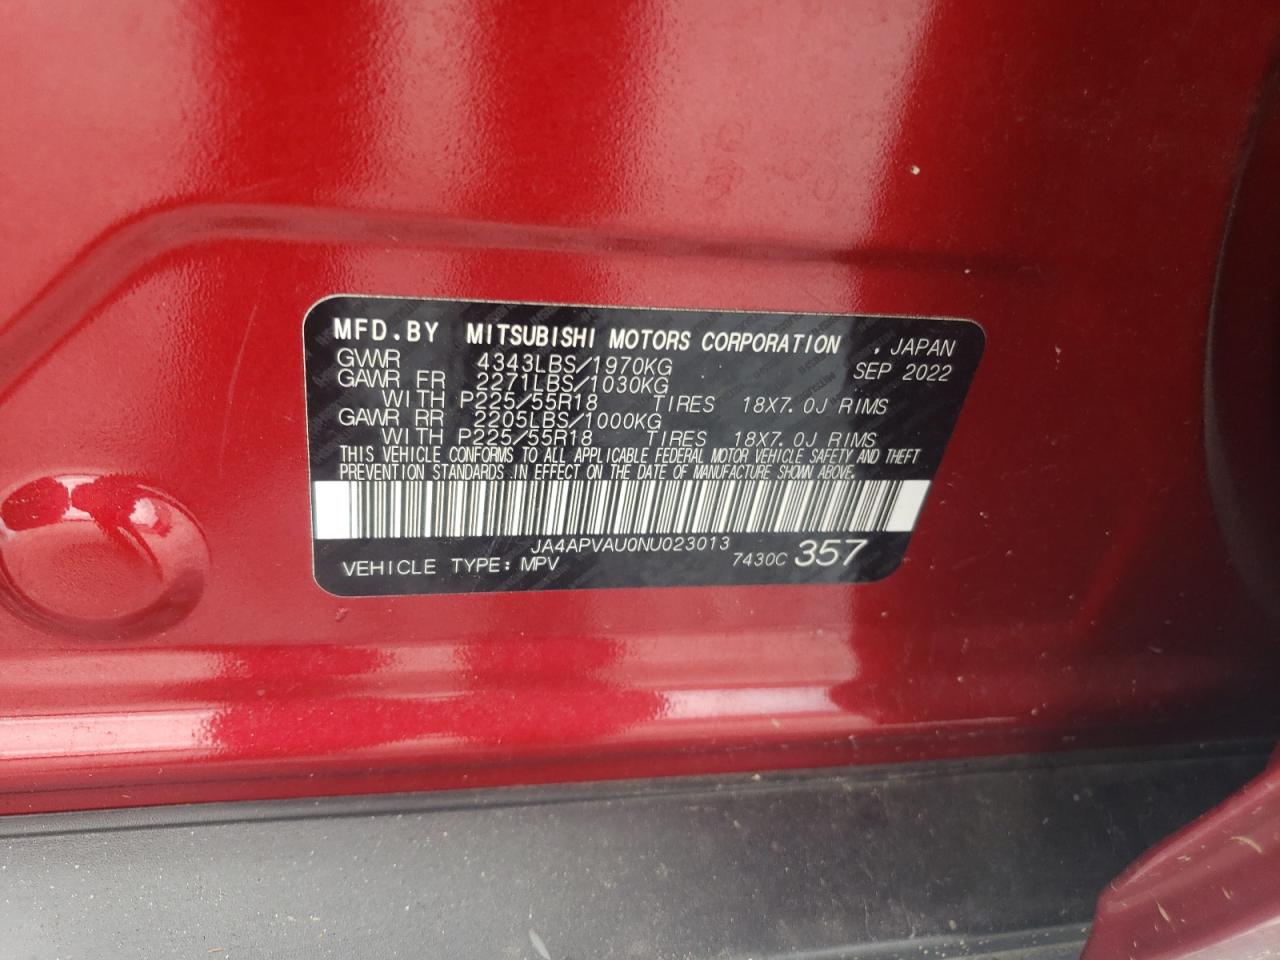 MFD.BY MITSUBISHI MOTORS CORPORATION , JAPAN
GVWR 4343LBS/1970KG SEP 2022
GAWR FR 2271LBS/1030KG
WITH P225/55R18 TIRES 18X7.0J RIMS
GAWR RR 2205LBS/1000KG
WITH P225/55R18 TIRES 18X7.0J RIMS
THIS VEHICLE CONFORMS TO ALL APPLICABLE FEDERAL MOTOR VEHICLE SAFETY AND THEFT
PREVENTION STANDARDS IN EFFECT ON THE DATE OF MANUFACTURE SHOWN ABOVE.
JA4APVAU0NU023013
VEHICLE TYPE: MPV 7430C 357